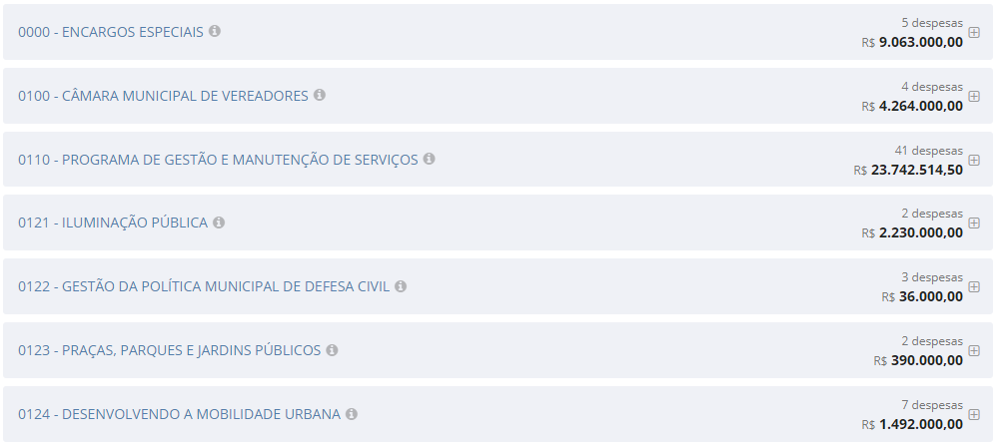 0000 - ENCARGOS ESPECIAIS
5 despesas
R$ 9.063.000,00
0100 - CÂMARA MUNICIPAL DE VEREADORES
4 despesas
R$ 4.264.000,00
0110 - PROGRAMA DE GESTÃO E MANUTENÇÃO DE SERVIÇOS
41 despesas
R$ 23.742.514,50
0121 - ILUMINAÇÃO PÚBLICA
2 despesas
R$ 2.230.000,00
0122 - GESTÃO DA POLÍTICA MUNICIPAL DE DEFESA CIVIL
3 despesas
R$ 36.000,00
0123 - PRAÇAS, PARQUES E JARDINS PÚBLICOS
2 despesas
R$ 390.000,00
0124 - DESENVOLVENDO A MOBILIDADE URBANA
7 despesas
R$ 1.492.000,00